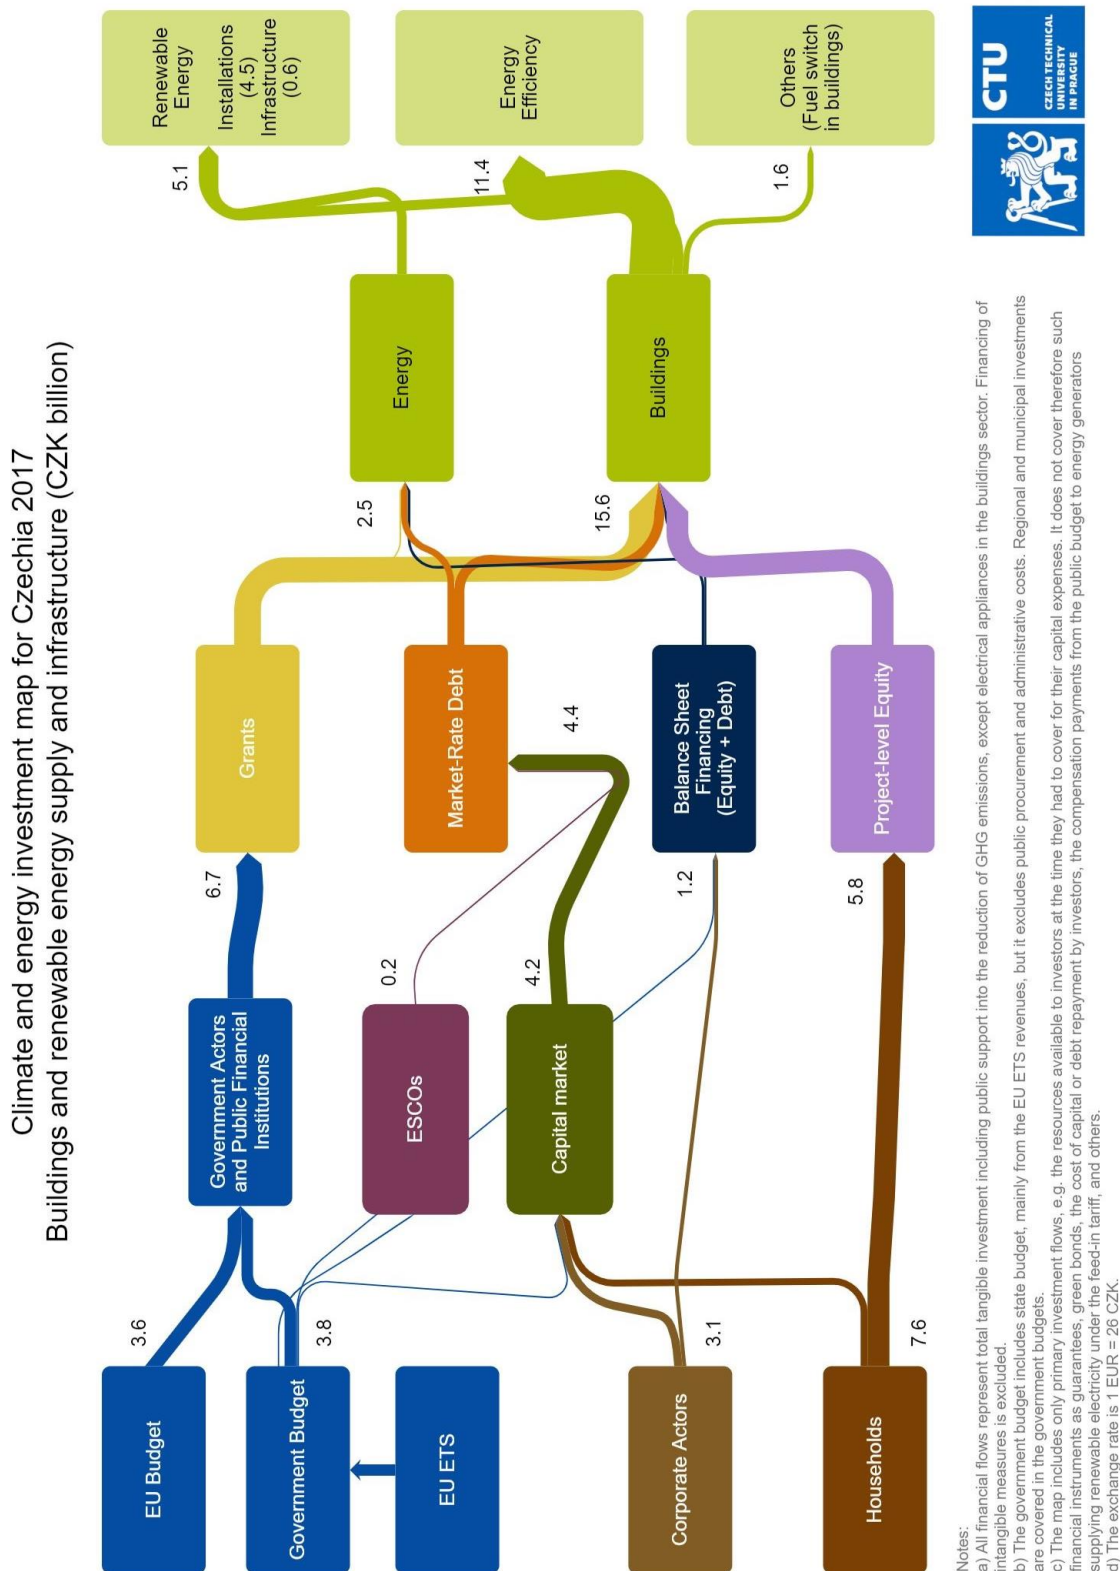 Climate and energy investment map for Czechia 2017
Buildings and renewable energy supply and infrastructure (CZK billion)
EU Budget
Government Budget
EU ETS
Corporate Actors
Households
3.6
3.8
3.1
7.6
Government Actors
and Public Financial
Institutions
ESCOs
Capital market
6.7
0.2
4.2
4.4
1.2
5.8
Grants
Market-Rate Debt
Balance Sheet
Financing
(Equity + Debt)
Project-level Equity
2.5
15.6
Energy
Buildings
5.1
11.4
1.6
Renewable
Energy
Installations
(4.5)
Infrastructure
(0.6)
Energy
Efficiency
Others
(Fuel switch
in buildings)
Notes:
a) All financial flows represent total tangible investment including public support into the reduction of GHG emissions, except electrical appliances in the buildings sector. Financing of
intangible measures is excluded.
b) The government budget includes state budget, mainly from the EU ETS revenues, but it excludes public procurement and administrative costs. Regional and municipal investments
are covered in the government budgets.
c) The map includes only primary investment flows, e.g. the resources available to investors at the time they had to cover for their capital expenses. It does not cover therefore such
financial instruments as guarantees, green bonds, the cost of capital or debt repayment by investors, the compensation payments from the public budget to energy generators
supplying renewable electricity under the feed-in tariff, and others.
d) The exchange rate is 1 EUR = 26 CZK.
CTU
CZECH TECHNICAL
UNIVERSITY
IN PRAGUE